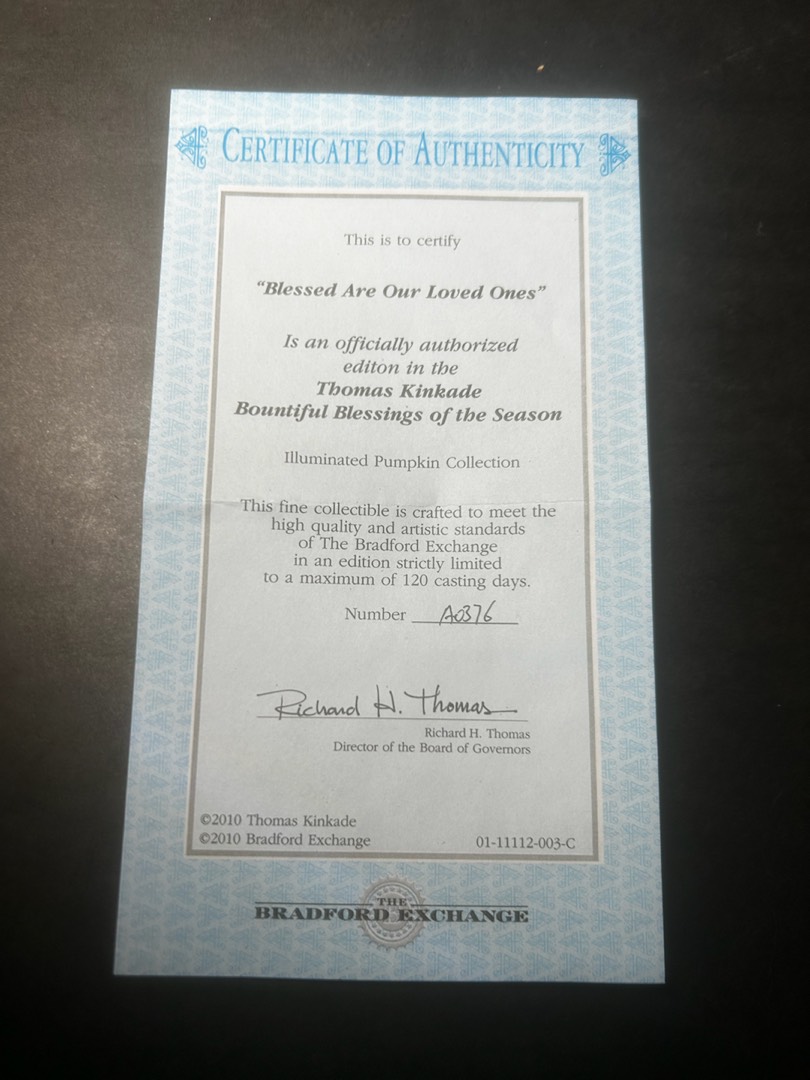 CERTIFICATE OF AUTHENTICITY
This is to certify
“Blessed Are Our Loved Ones”
Is an officially authorized
editon in the
Thomas Kinkade
Bountiful Blessings of the Season
Illuminated Pumpkin Collection
This fine collectible is crafted to meet the
high quality and artistic standards
of The Bradford Exchange
in an edition strictly limited
to a maximum of 120 casting days.
Number A0376
Richard H. Thomas
Richard H. Thomas
Director of the Board of Governors
©2010 Thomas Kinkade
©2010 Bradford Exchange 01-11112-003-C
THE
BRADFORD EXCHANGE